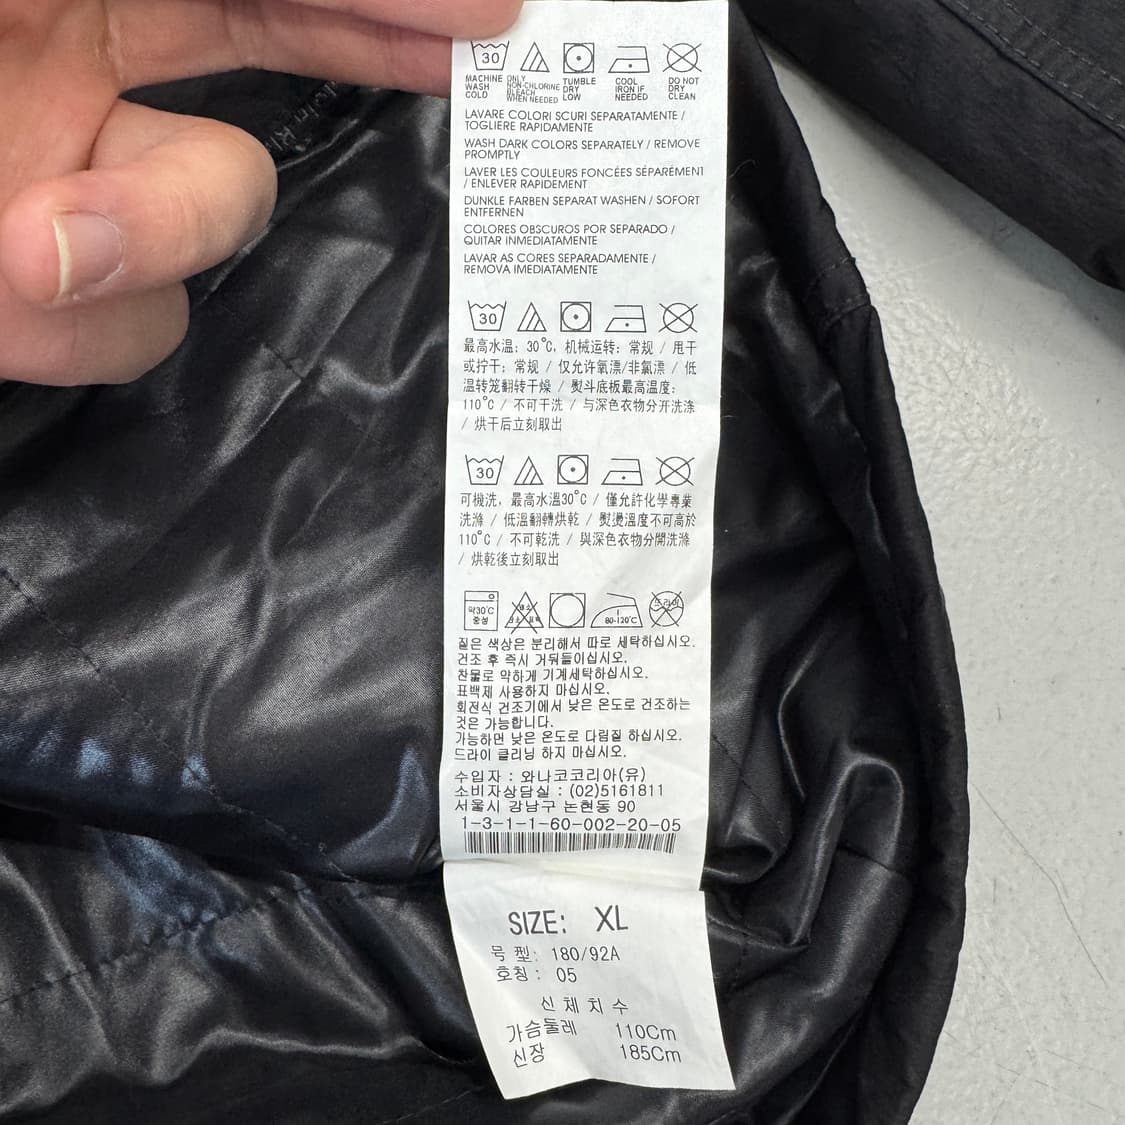 30
MACHINE WASH COLD
ONLY NON-CHLORINE BLEACH WHEN NEEDED
TUMBLE DRY LOW
COOL IRON IF NEEDED
DO NOT DRY CLEAN
LAVARE COLORI SCURI SEPARATAMENTE /
TOGLIERE RAPIDAMENTE
WASH DARK COLORS SEPARATELY / REMOVE
PROMPTLY
LAVER LES COULEURS FONCÉES SÉPARÉMENT
/ ENLEVER RAPIDEMENT
DUNKLE FARBEN SEPARAT WASHEN / SOFORT
ENTFERNEN
COLORES OBSCUROS POR SEPARADO /
QUITAR INMEDIATAMENTE
LAVAR AS CORES SEPARADAMENTE /
REMOVA IMEDIATAMENTE
30
最高水温: 30°C, 机械运转: 常规 / 甩干
或拧干: 常规 / 仅允许氧漂/非氯漂 / 低
温转笼翻转干燥 / 熨斗底板最高温度:
110°C / 不可干洗 / 与深色衣物分开洗涤
/ 烘干后立刻取出
30
可機洗, 最高水溫30°C / 僅允許化學專業
洗滌 / 低溫翻轉烘乾 / 熨燙溫度不可高於
110°C / 不可乾洗 / 與深色衣物分開洗滌
/ 烘乾後立刻取出
약30°C
중성
80-120°C
드라이
짙은 색상은 분리해서 따로 세탁하십시오.
건조 후 즉시 거둬들이십시오.
찬물로 약하게 기계세탁하십시오.
표백제 사용하지 마십시오.
회전식 건조기에서 낮은 온도로 건조하는
것은 가능합니다.
가능하면 낮은 온도로 다림질 하십시오.
드라이 클리닝 하지 마십시오.
수입자 : 와나코코리아(유)
소비자상담실 : (02)5161811
서울시 강남구 논현동 90
1-3-1-1-60-002-20-05
SIZE: XL
号型: 180/92A
호칭: 05
신체치수
가슴둘레 110Cm
신장 185Cm